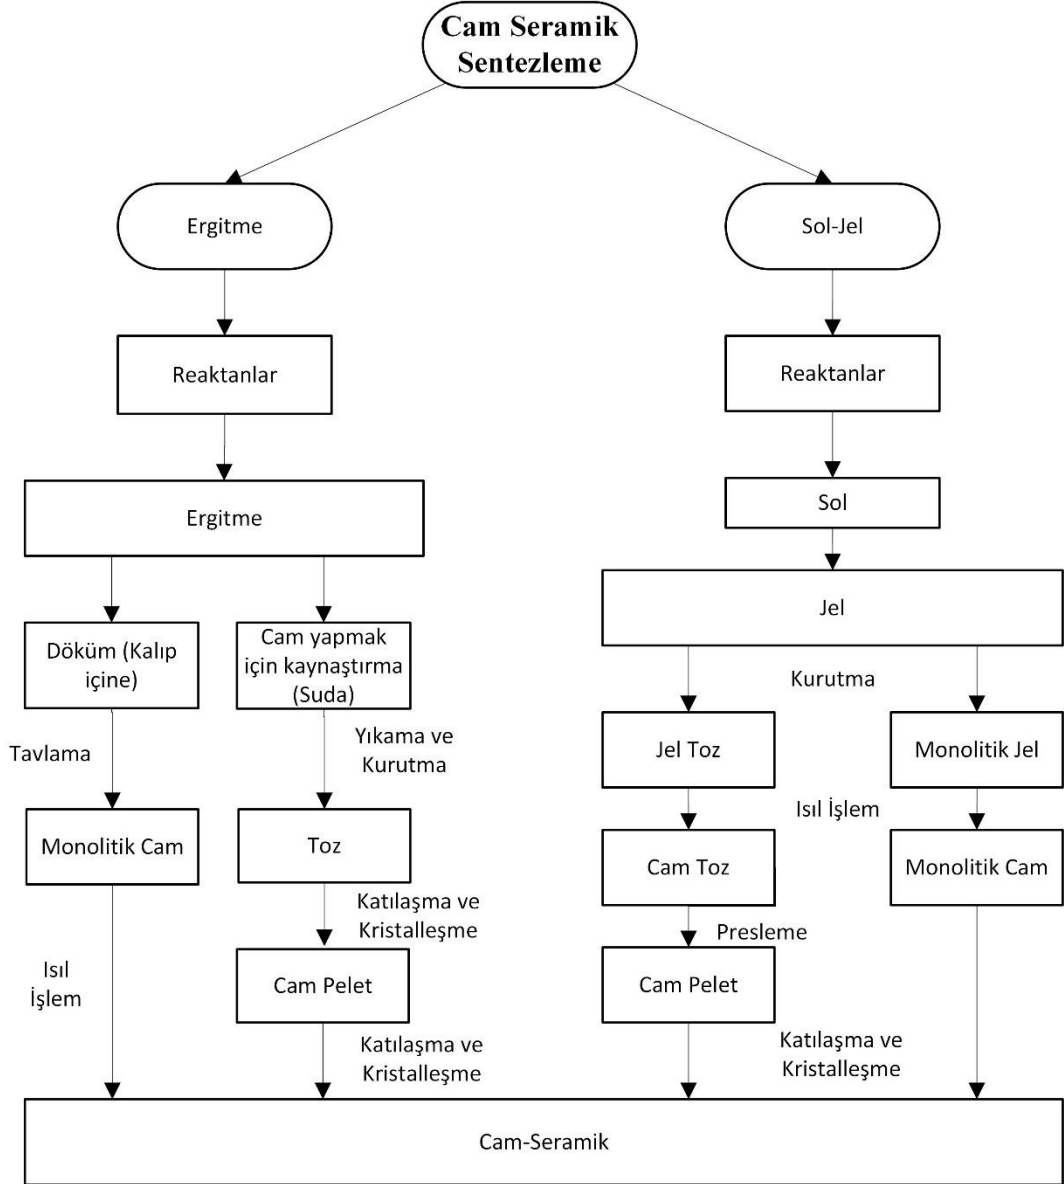 Cam Seramik
Sentezleme
Ergitme
Sol-Jel
Reaktanlar
Reaktanlar
Ergitme
Sol
Jel
Döküm (Kalıp
içine)
Cam yapmak
için kaynaştırma
(Suda)
Kurutma
Tavlama
Yıkama ve
Kurutma
Jel Toz
Monolitik Jel
Isıl İşlem
Monolitik Cam
Toz
Cam Toz
Monolitik Cam
Katılaşma ve
Kristalleşme
Presleme
Isıl
İşlem
Cam Pelet
Cam Pelet
Katılaşma ve
Kristalleşme
Katılaşma ve
Kristalleşme
Cam-Seramik